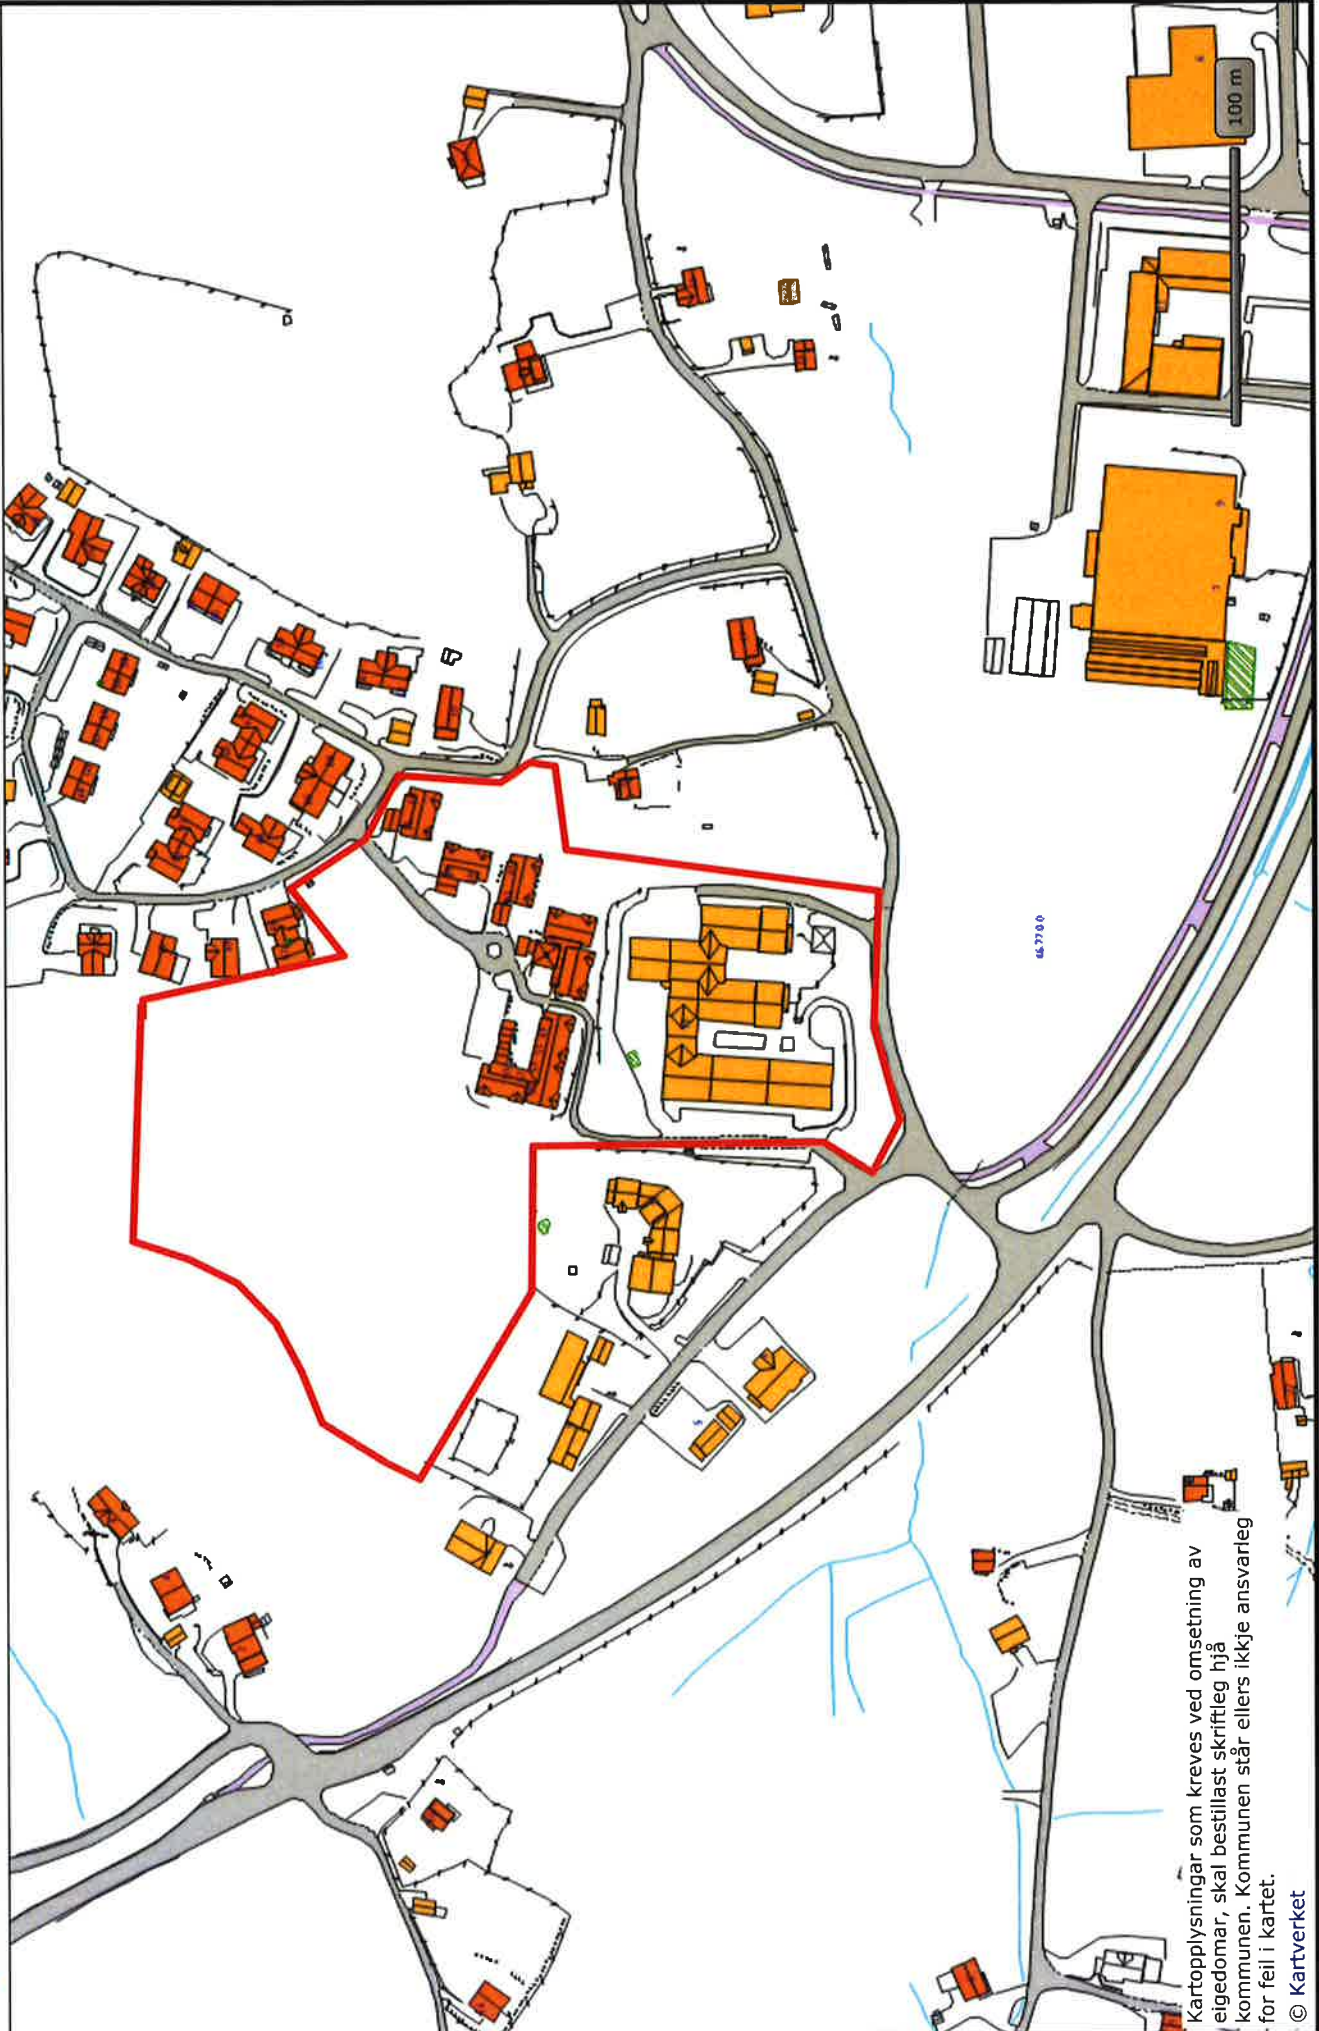 100 m
Kartopplysningar som kreves ved omsetning av
eigedomar, skal bestillast skriftleg hjå
kommunen. Kommunen står ellers ikkje ansvarleg
for feil i kartet.
© Kartverket